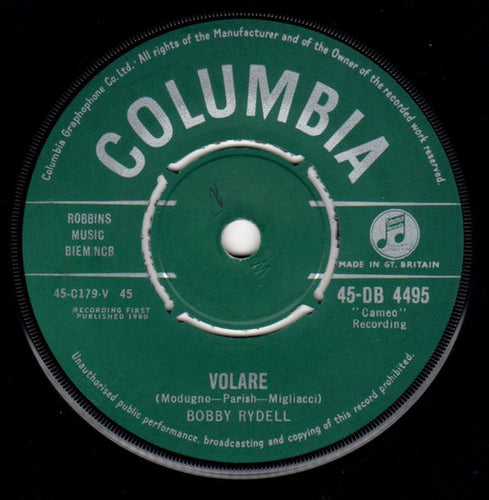 Columbia Graphophone Co. Ltd. · All rights of the Manufacturer and of the Owner of the recorded work reserved.
COLUMBIA
ROBBINS
MUSIC
BIEM/NCB
MADE IN GT. BRITAIN
45-C179-V 45
RECORDING FIRST
PUBLISHED 1960
45-DB 4495
"Cameo"
Recording
VOLARE
(Modugno—Parish—Migliacci)
BOBBY RYDELL
Unauthorised public performance, broadcasting and copying of this record prohibited.